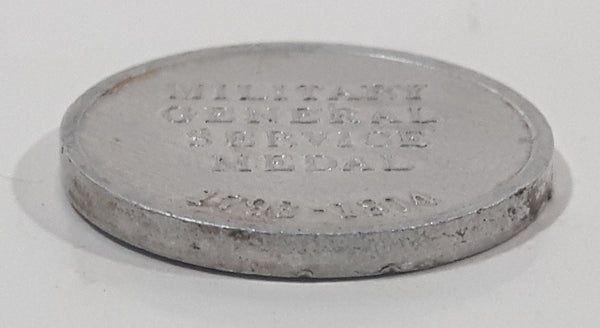 MILITARY
GENERAL
SERVICE
MEDAL
1793-1814